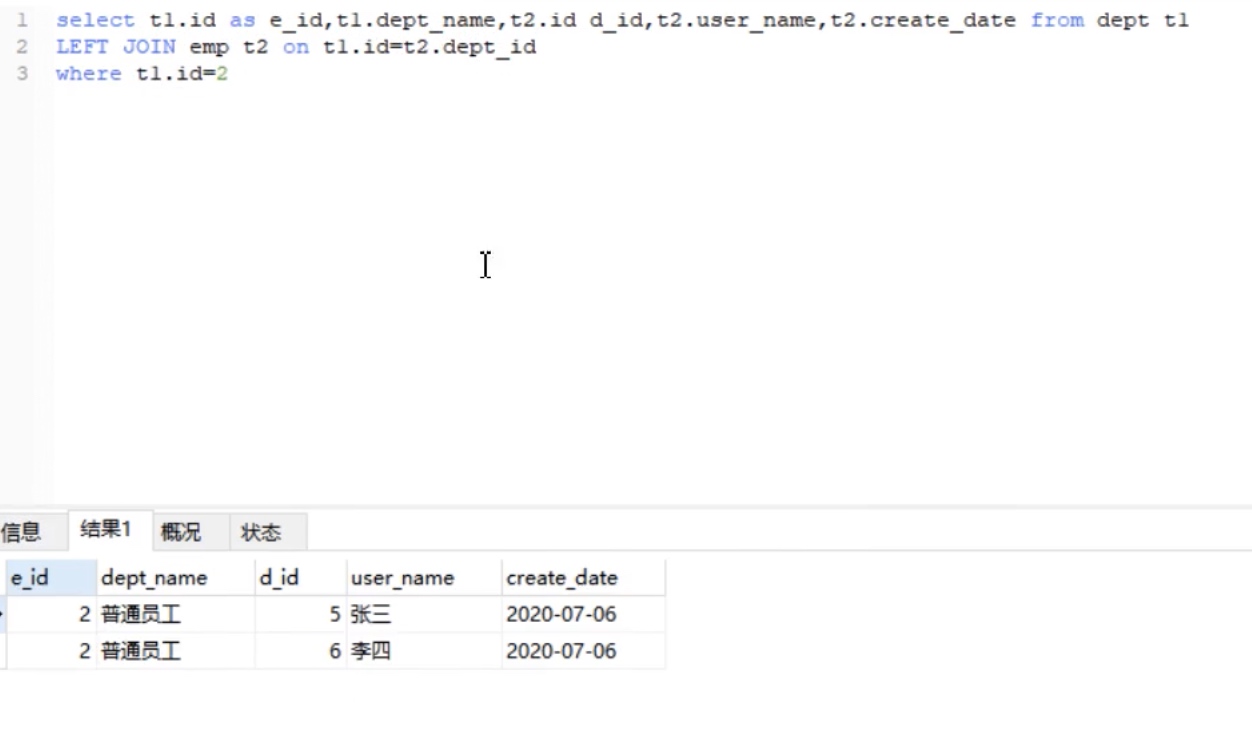 1 select t1.id as e_id,t1.dept_name,t2.id d_id,t2.user_name,t2.create_date from dept t1
2 LEFT JOIN emp t2 on t1.id=t2.dept_id
3 where t1.id=2
信息 结果1 概况 状态
e_id dept_name d_id user_name create_date
2 普通员工 5 张三 2020-07-06
2 普通员工 6 李四 2020-07-06